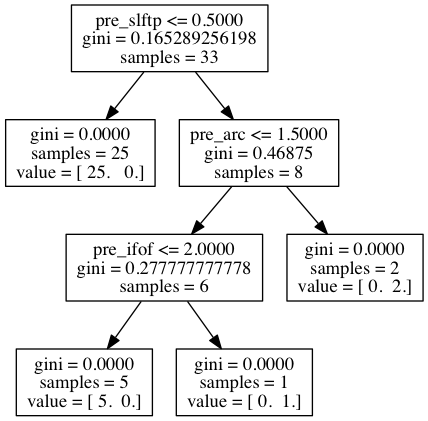 pre_slftp <= 0.5000
gini = 0.165289256198
samples = 33
gini = 0.0000
samples = 25
value = [ 25.   0.]
pre_arc <= 1.5000
gini = 0.46875
samples = 8
pre_ifof <= 2.0000
gini = 0.277777777778
samples = 6
gini = 0.0000
samples = 2
value = [ 0.  2.]
gini = 0.0000
samples = 5
value = [ 5.  0.]
gini = 0.0000
samples = 1
value = [ 0.  1.]